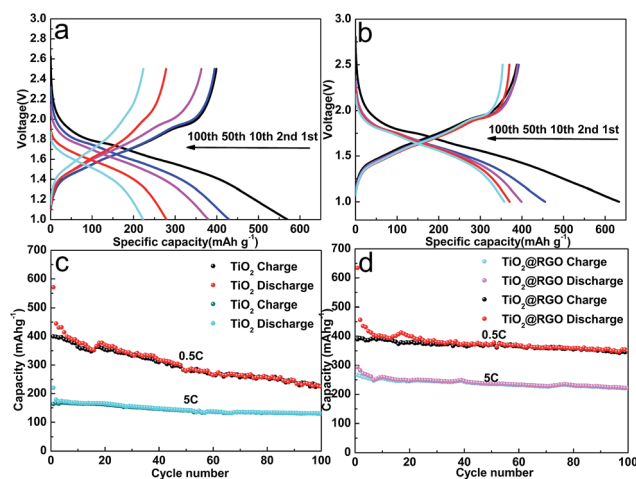 a
3.0
2.8
2.6
2.4
2.2
2.0
1.8
1.6
1.4
1.2
1.0
Voltage(V)
100th 50th 10th 2nd 1st
0 100 200 300 400 500 600
Specific capacity(mAh g⁻¹)
b
3.0
2.5
2.0
1.5
1.0
Voltage(V)
100th 50th 10th 2nd 1st
0 100 200 300 400 500 600
Specific capacity(mAh g⁻¹)
c
700
600
500
400
300
200
100
0
Capacity (mAhg⁻¹)
TiO₂ Charge
TiO₂ Discharge
TiO₂ Charge
TiO₂ Discharge
0.5C
5C
0 20 40 60 80 100
Cycle number
d
700
600
500
400
300
200
100
0
Capacity (mAhg⁻¹)
TiO₂@RGO Charge
TiO₂@RGO Discharge
TiO₂@RGO Charge
TiO₂@RGO Discharge
0.5C
5C
0 20 40 60 80 100
Cycle number